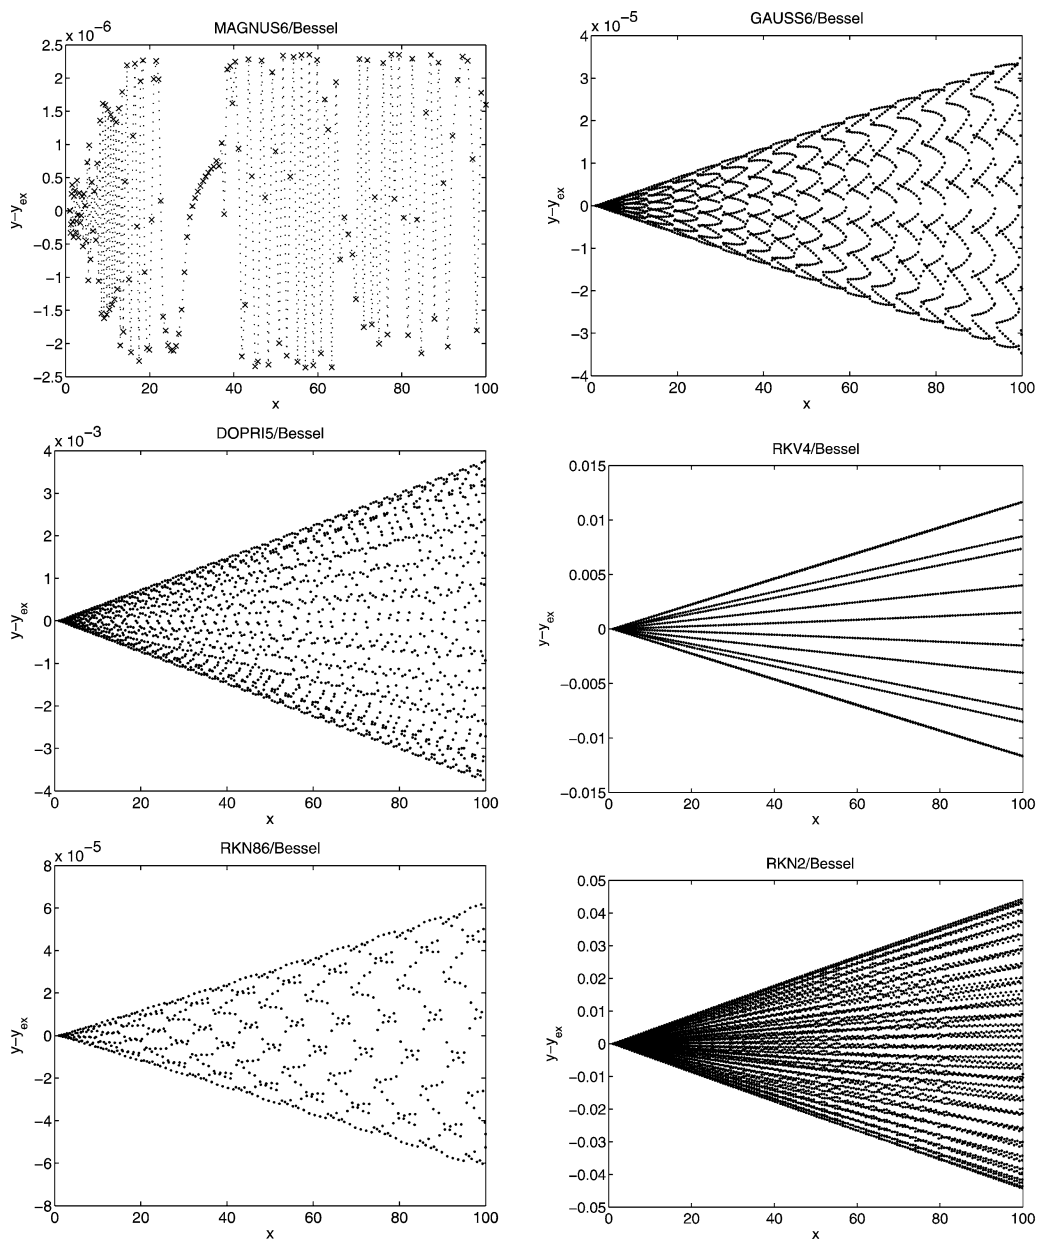 MAGNUS6/Bessel
x 10⁻⁶
2.5
2
1.5
1
0.5
0
−0.5
−1
−1.5
−2
−2.5
y−yₑₓ
0 20 40 60 80 100
x
GAUSS6/Bessel
x 10⁻⁵
4
3
2
1
0
−1
−2
−3
−4
y−yₑₓ
0 20 40 60 80 100
x
DOPRI5/Bessel
x 10⁻³
4
3
2
1
0
−1
−2
−3
−4
y−yₑₓ
0 20 40 60 80 100
x
RKV4/Bessel
0.015
0.01
0.005
0
−0.005
−0.01
−0.015
y−yₑₓ
0 20 40 60 80 100
x
RKN86/Bessel
x 10⁻⁵
8
6
4
2
0
−2
−4
−6
−8
y−yₑₓ
0 20 40 60 80 100
x
RKN2/Bessel
0.05
0.04
0.03
0.02
0.01
0
−0.01
−0.02
−0.03
−0.04
−0.05
y−yₑₓ
0 20 40 60 80 100
x